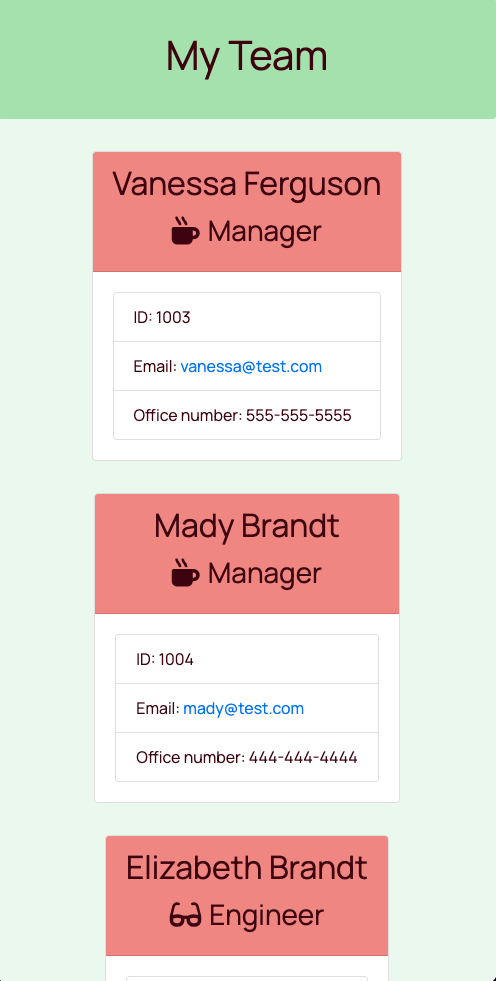 My Team
Vanessa Ferguson
Manager
ID: 1003
Email: vanessa@test.com
Office number: 555-555-5555
Mady Brandt
Manager
ID: 1004
Email: mady@test.com
Office number: 444-444-4444
Elizabeth Brandt
Engineer